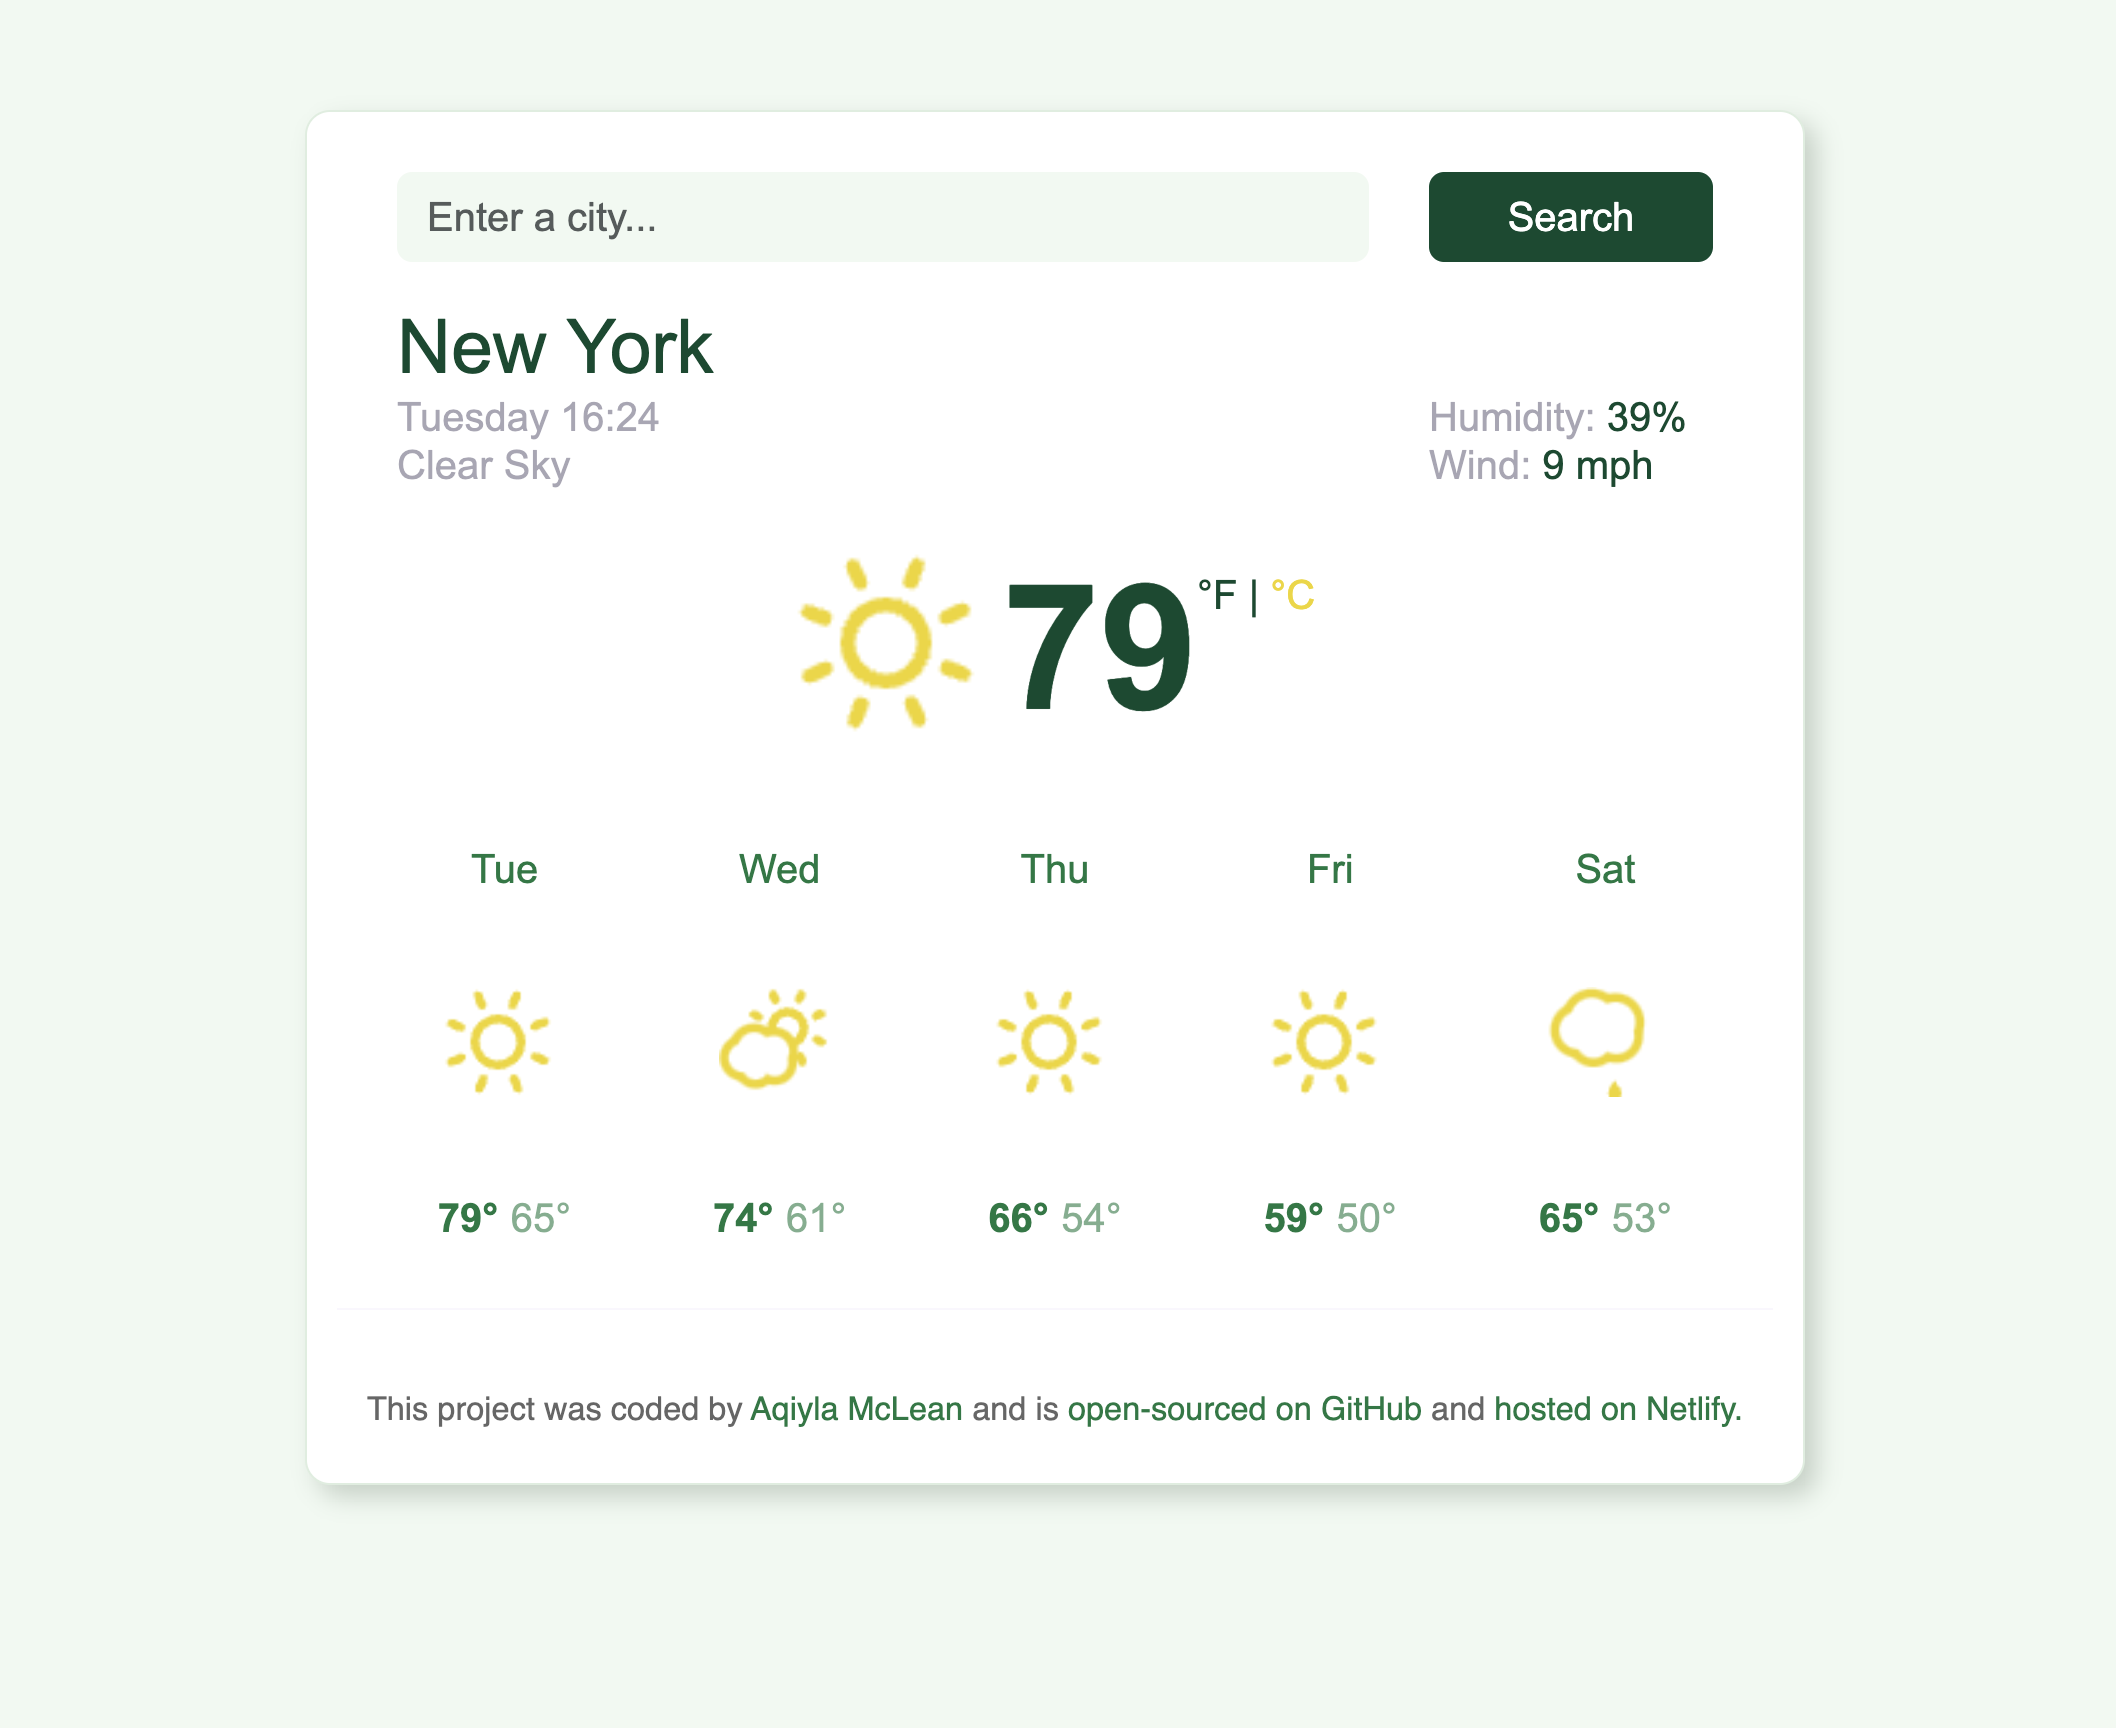 Enter a city...
Search
New York
Tuesday 16:24
Clear Sky
Humidity: 39%
Wind: 9 mph
79 °F | °C
Tue Wed Thu Fri Sat
79° 65° 74° 61° 66° 54° 59° 50° 65° 53°
This project was coded by Aqiyla McLean and is open-sourced on GitHub and hosted on Netlify.